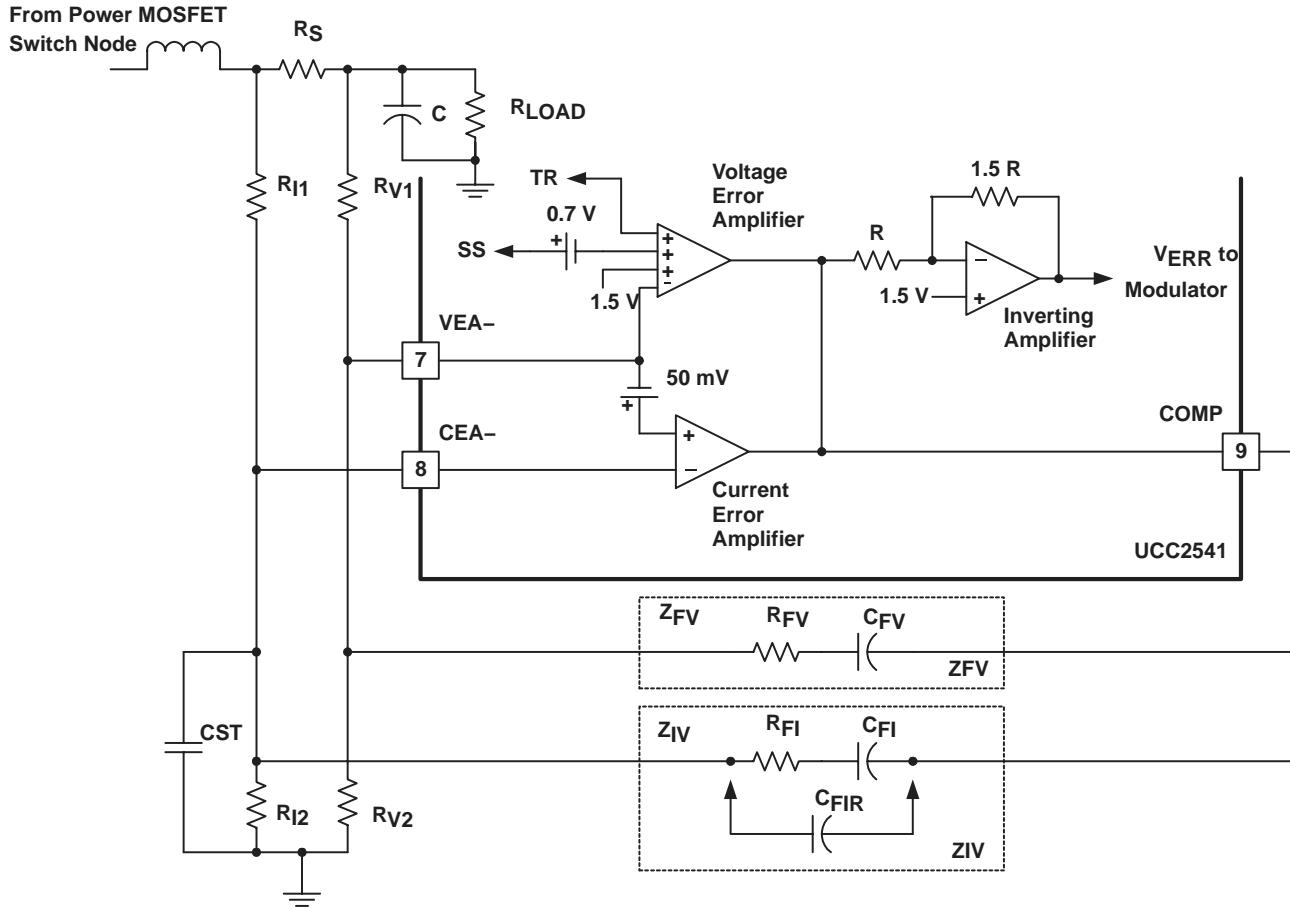 From Power MOSFET
Switch Node
RS
C
RLOAD
RI1
RV1
TR
0.7 V
SS
1.5 V
Voltage
Error
Amplifier
R
1.5 R
1.5 V
Inverting
Amplifier
VERR to
Modulator
VEA–
7
50 mV
CEA–
8
Current
Error
Amplifier
COMP
9
UCC2541
ZFV
RFV
CFV
ZFV
CST
ZIV
RFI
CFI
CFIR
ZIV
RI2
RV2